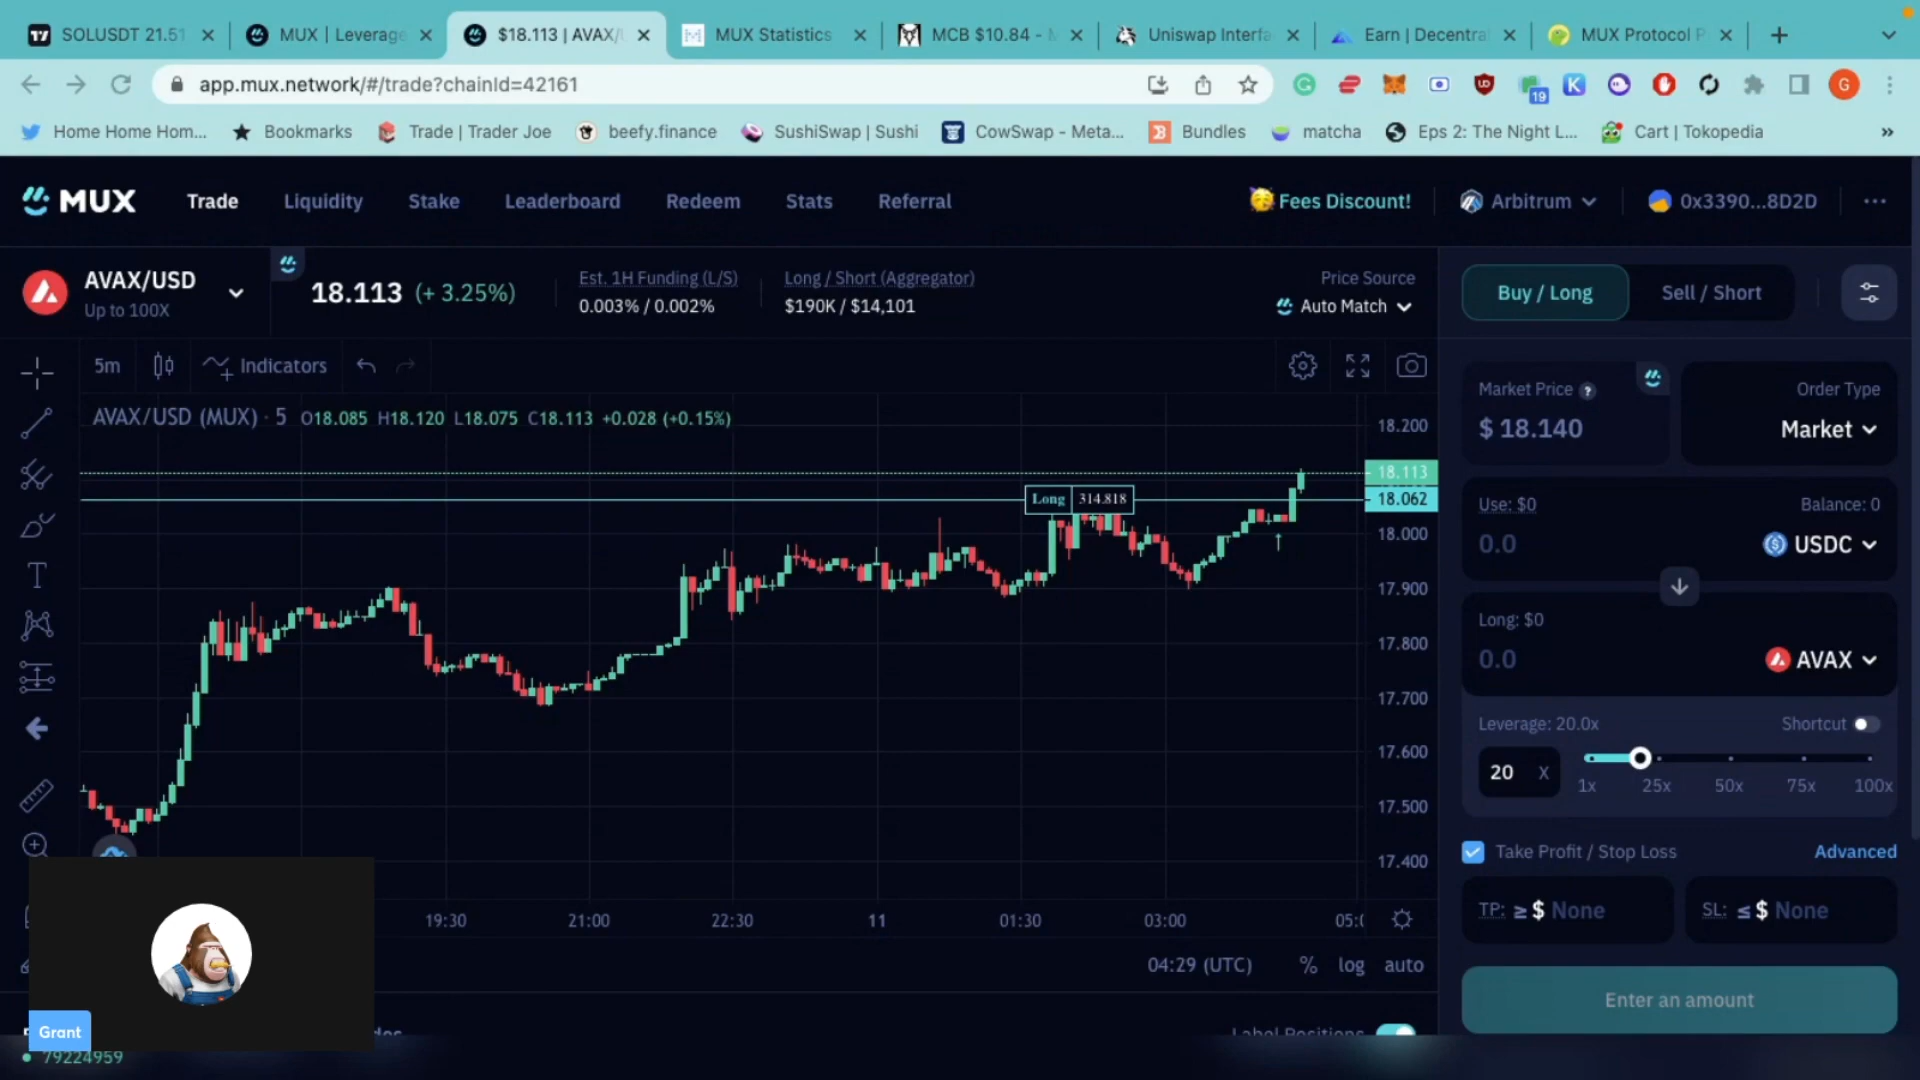 SOLUSDT 21.51
MUX | Leverage
$18.113 | AVAX/
MUX Statistics
MCB $10.84 -
Uniswap Interfa
Earn | Decentral
MUX Protocol P
app.mux.network/#/trade?chainId=42161
19
G
Home Home Hom...
Bookmarks
Trade | Trader Joe
beefy.finance
SushiSwap | Sushi
CowSwap - Meta...
Bundles
matcha
Eps 2: The Night L...
Cart | Tokopedia
»
MUX
Trade
Liquidity
Stake
Leaderboard
Redeem
Stats
Referral
Fees Discount!
Arbitrum
0x3390...8D2D
AVAX/USD
Up to 100X
18.113 (+ 3.25%)
Est. 1H Funding (L/S)
0.003% / 0.002%
Long / Short (Aggregator)
$190K / $14,101
Price Source
Auto Match
Buy / Long
Sell / Short
5m
Indicators
AVAX/USD (MUX) · 5 O18.085 H18.120 L18.075 C18.113 +0.028 (+0.15%)
18.200
18.113
18.062
18.000
17.900
17.800
17.700
17.600
17.500
17.400
Long 314.818
19:30
21:00
22:30
11
01:30
03:00
04:29 (UTC)
%
log
auto
Label Positions
Market Price ?
$ 18.140
Order Type
Market
Use: $0
Balance: 0
0.0
USDC
Long: $0
0.0
AVAX
Leverage: 20.0x
Shortcut
20 X
1x
25x
50x
75x
100x
Take Profit / Stop Loss
Advanced
TP: ≥ $ None
SL: ≤ $ None
Enter an amount
Grant
79224959